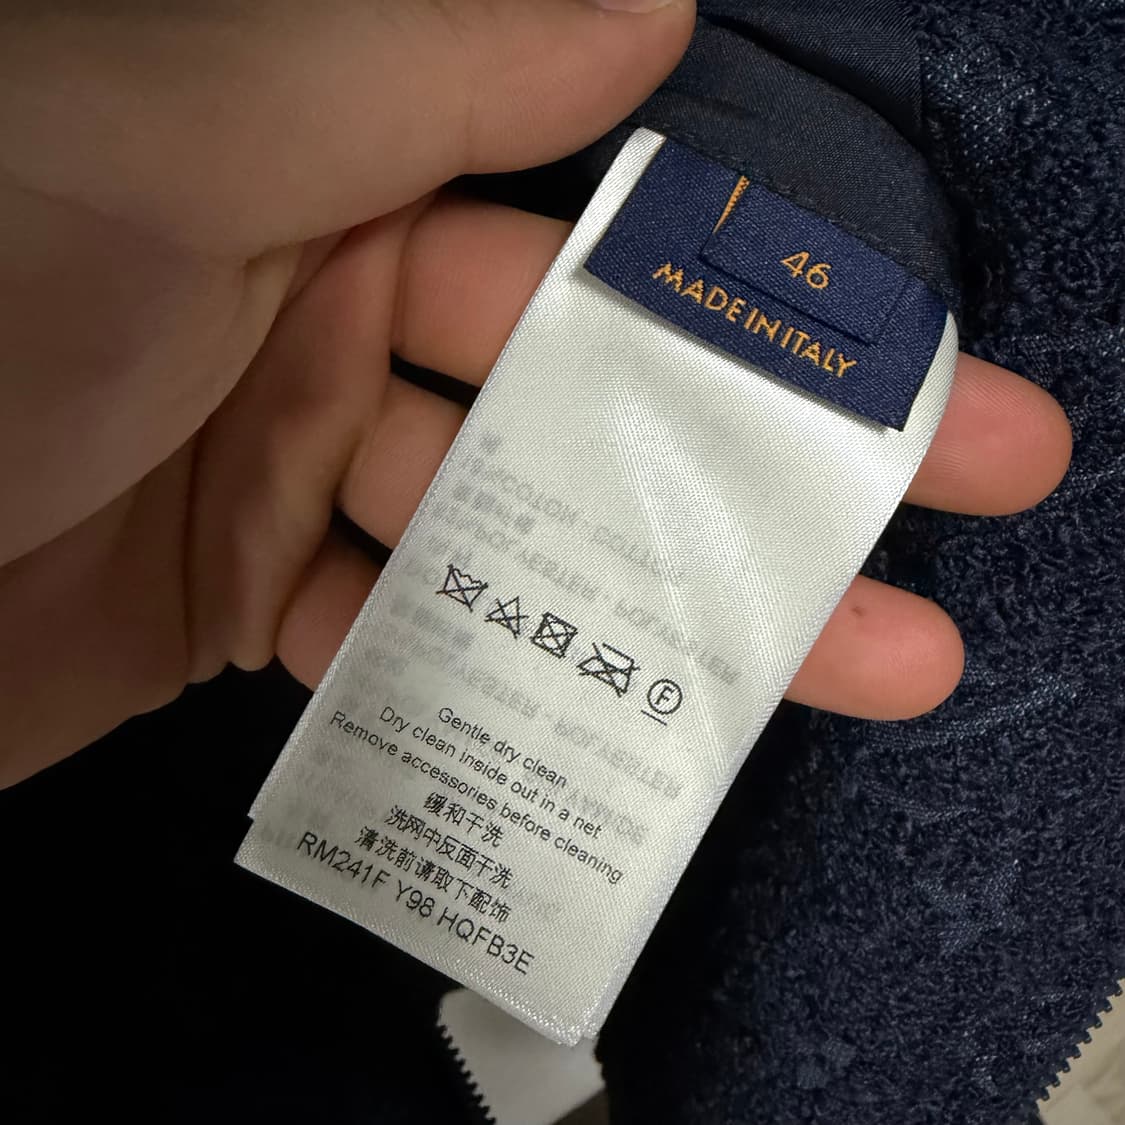 46
MADE IN ITALY
F
Gentle dry clean
Dry clean inside out in a net
Remove accessories before cleaning
缓和干洗
洗网中反面干洗
清洗前请取下配饰
RM241F Y98 HQFB3E